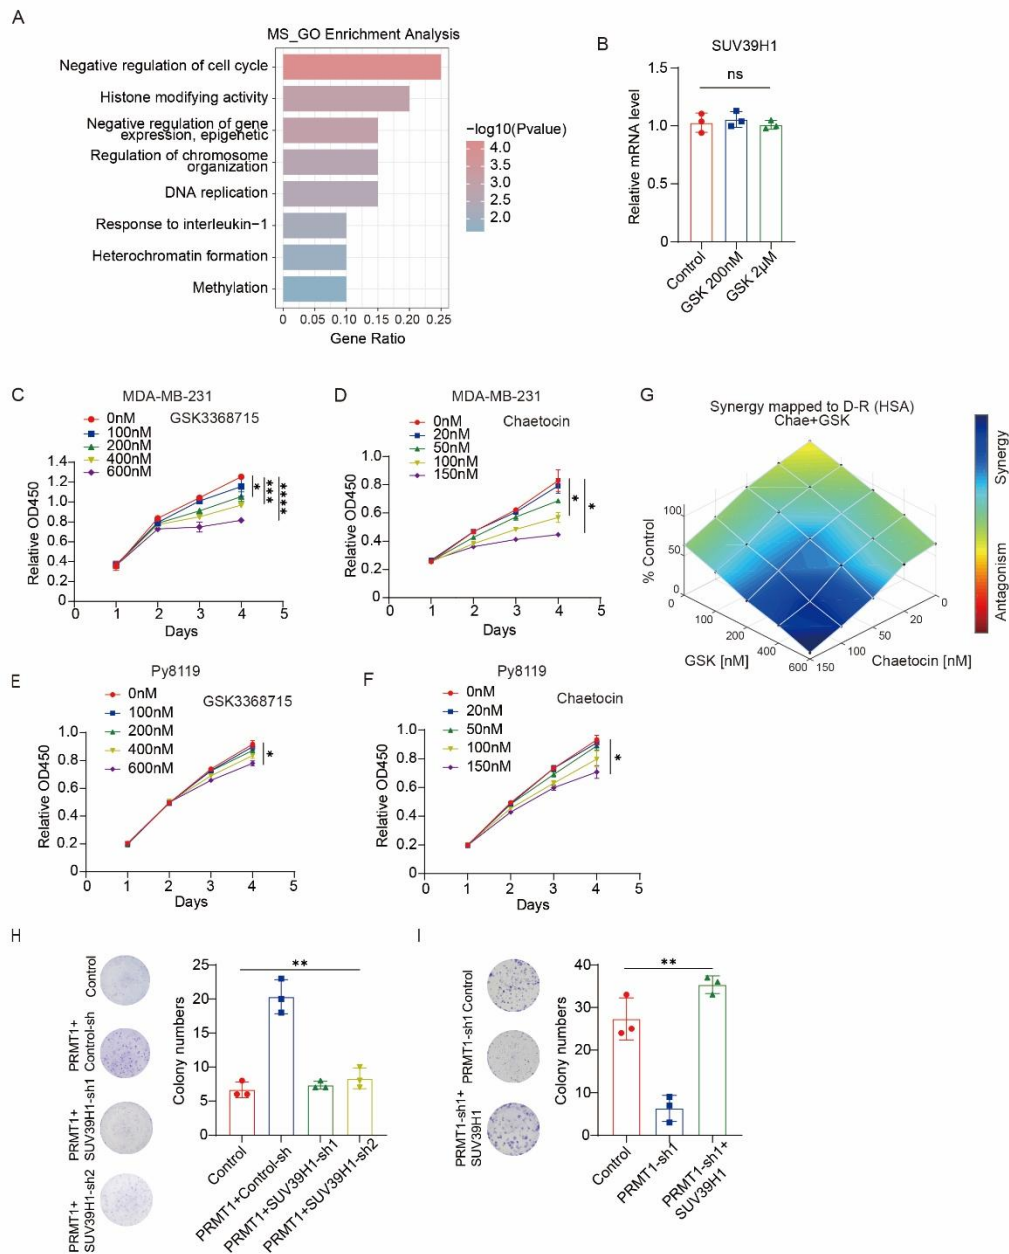 A
MS_GO Enrichment Analysis
Negative regulation of cell cycle
Histone modifying activity
Negative regulation of gene
expression, epigenetic
Regulation of chromosome
organization
DNA replication
Response to interleukin−1
Heterochromatin formation
Methylation
0 0.05 0.10 0.15 0.20 0.25
Gene Ratio
−log10(Pvalue)
4.0
3.5
3.0
2.5
2.0
B
SUV39H1
ns
Relative mRNA level
1.5
1.0
0.5
0
Control
GSK 200nM
GSK 2μM
C
MDA-MB-231
GSK3368715
0nM
100nM
200nM
400nM
600nM
Relative OD450
1.4
1.2
1.0
0.8
0.6
0.4
0.2
0
0 1 2 3 4 5
Days
*
***
****
D
MDA-MB-231
Chaetocin
0nM
20nM
50nM
100nM
150nM
Relative OD450
1.0
0.8
0.6
0.4
0.2
0
0 1 2 3 4 5
Days
*
*
G
Synergy mapped to D-R (HSA)
Chae+GSK
% Control
100
50
0
0
100
200
400
600
GSK [nM]
150
100
50
20
0
Chaetocin [nM]
Synergy
Antagonism
E
Py8119
GSK3368715
0nM
100nM
200nM
400nM
600nM
Relative OD450
1.0
0.8
0.6
0.4
0.2
0
0 1 2 3 4 5
Days
*
F
Py8119
Chaetocin
0nM
20nM
50nM
100nM
150nM
Relative OD450
1.0
0.8
0.6
0.4
0.2
0
0 1 2 3 4 5
Days
*
H
Control
PRMT1+
Control-sh
PRMT1+
SUV39H1-sh1
PRMT1+
SUV39H1-sh2
Colony numbers
25
20
15
10
5
0
**
Control
PRMT1+Control-sh
PRMT1+SUV39H1-sh1
PRMT1+SUV39H1-sh2
I
Control
PRMT1-sh1
PRMT1-sh1+
SUV39H1
Colony numbers
40
30
20
10
0
**
Control
PRMT1-sh1
PRMT1-sh1+
SUV39H1